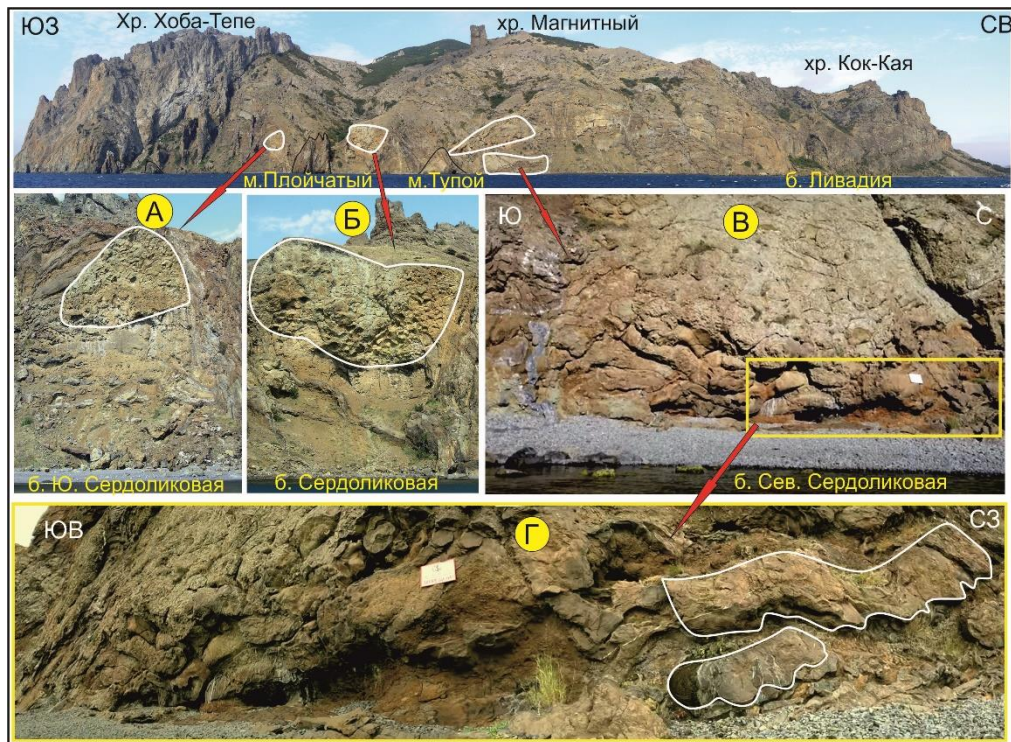 ЮЗ
Хр. Хоба-Тепе
хр. Магнитный
СВ
хр. Кок-Кая
м.Плойчатый
м.Тупой
б. Ливадия
А
Б
Ю
В
С
б. Ю. Сердоликовая
б. Сердоликовая
б. Сев. Сердоликовая
ЮВ
Г
СЗ